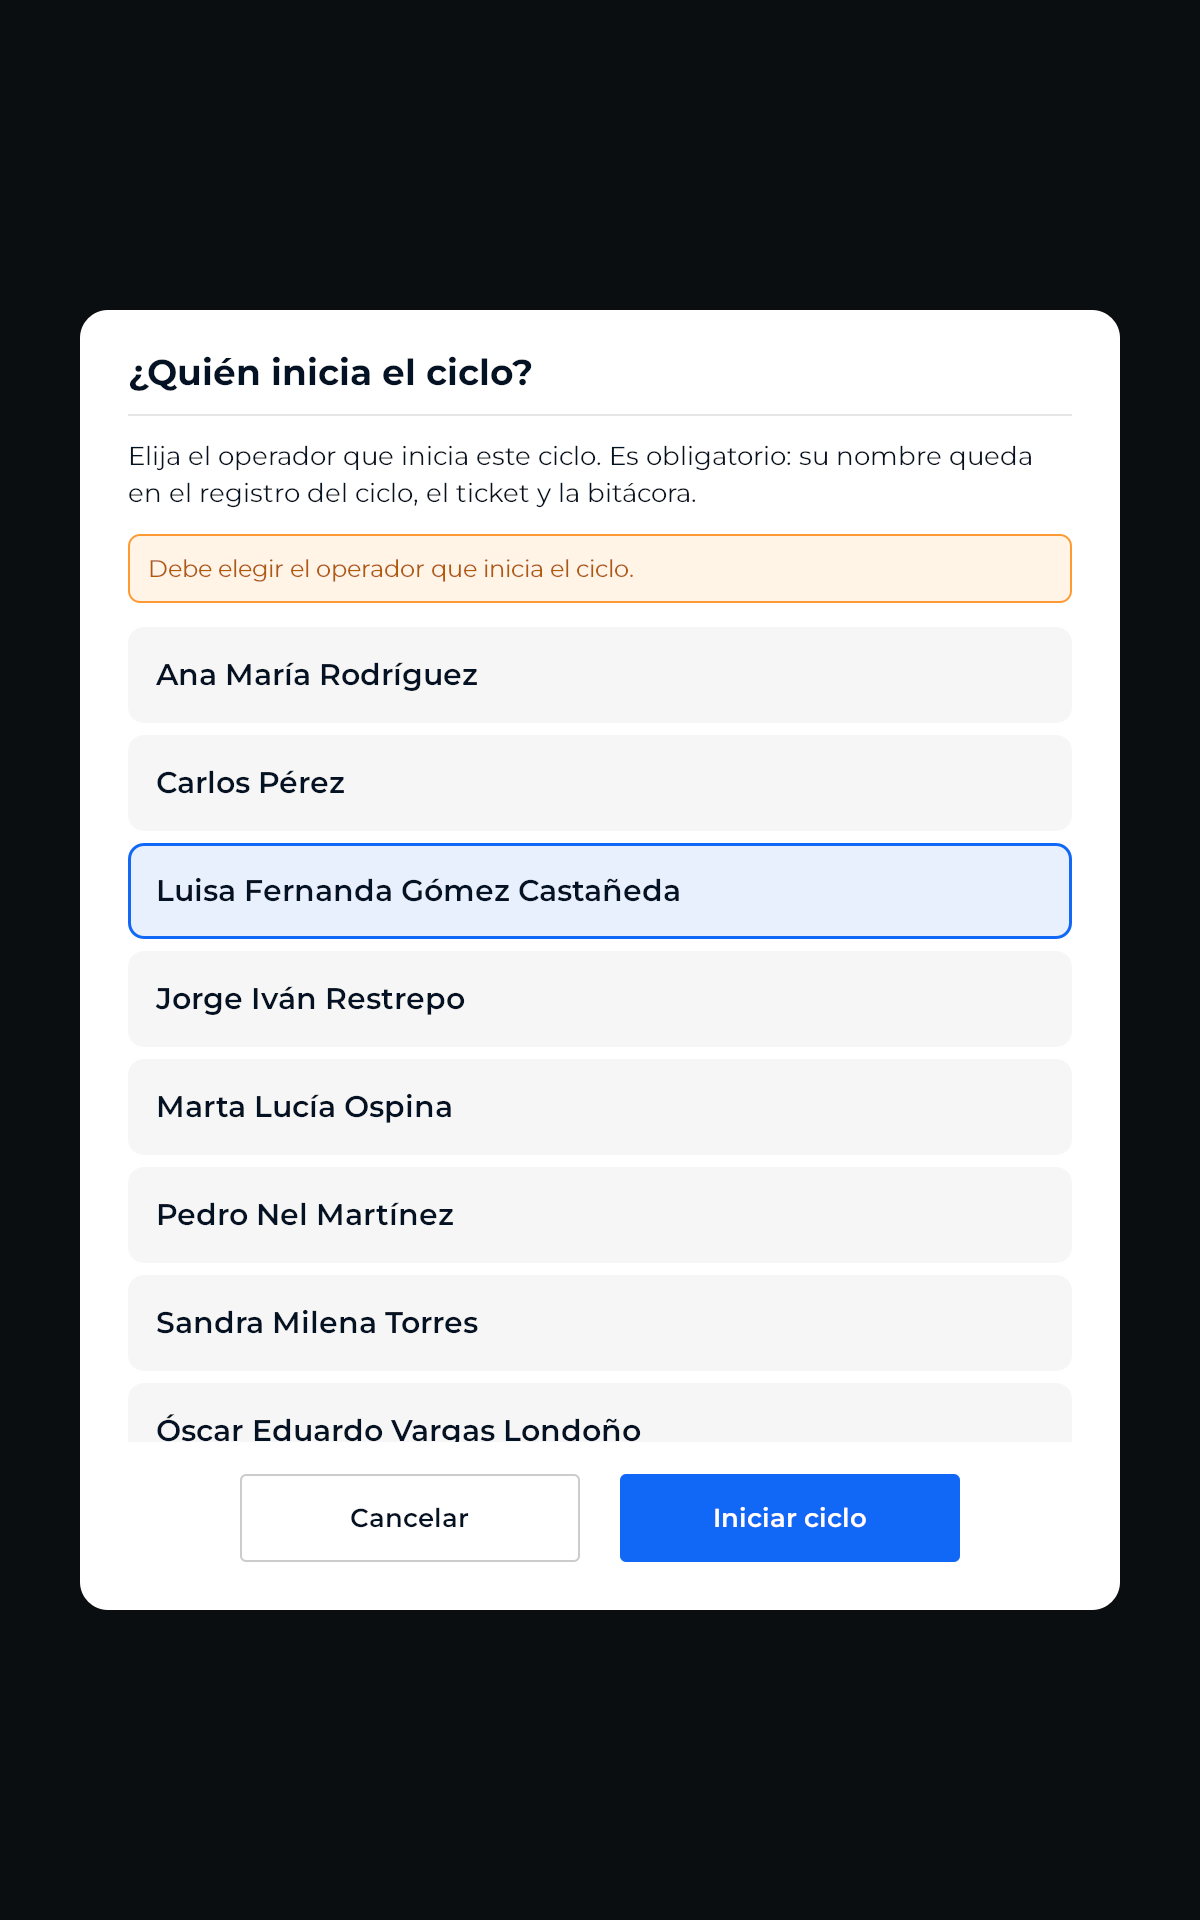 ¿Quién inicia el ciclo?
Elija el operador que inicia este ciclo. Es obligatorio: su nombre queda
en el registro del ciclo, el ticket y la bitácora.
Debe elegir el operador que inicia el ciclo.
Ana María Rodríguez
Carlos Pérez
Luisa Fernanda Gómez Castañeda
Jorge Iván Restrepo
Marta Lucía Ospina
Pedro Nel Martínez
Sandra Milena Torres
Óscar Eduardo Vargas Londoño
Cancelar
Iniciar ciclo